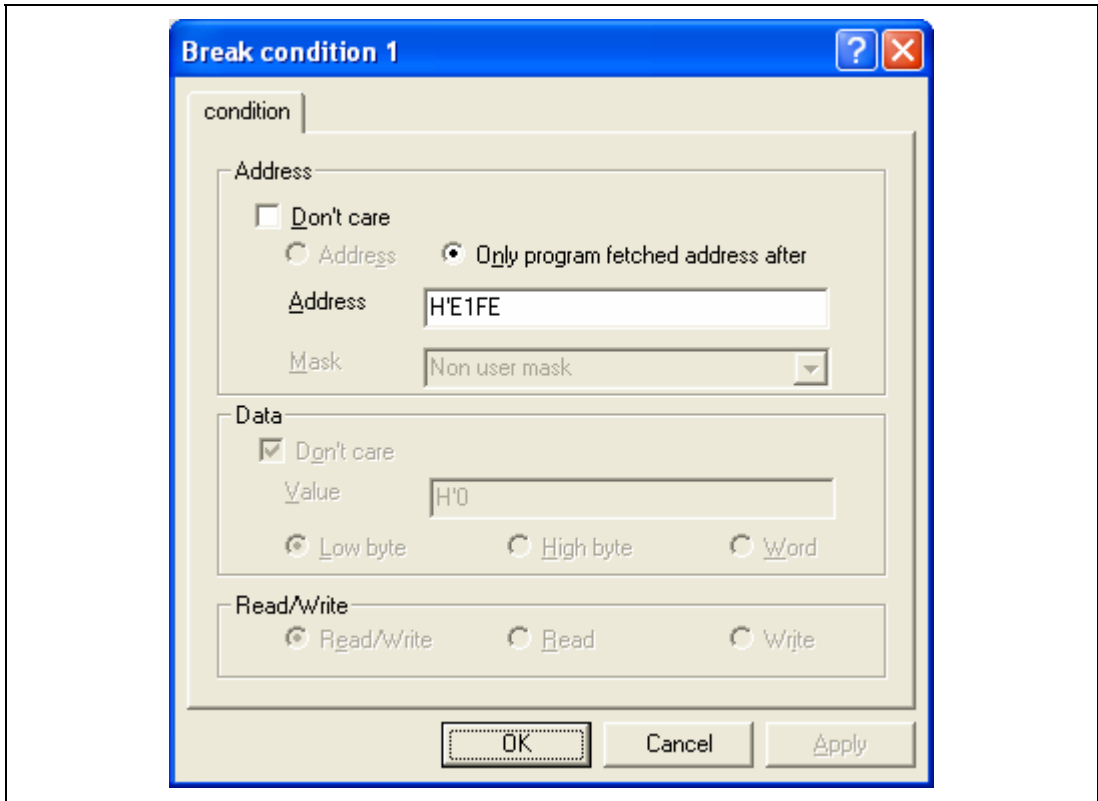 Break condition 1
condition
Address
Don't care
Address Only program fetched address after
Address H'E1FE
Mask Non user mask
Data
Don't care
Value H'0
Low byte High byte Word
Read/Write
Read/Write Read Write
OK Cancel Apply